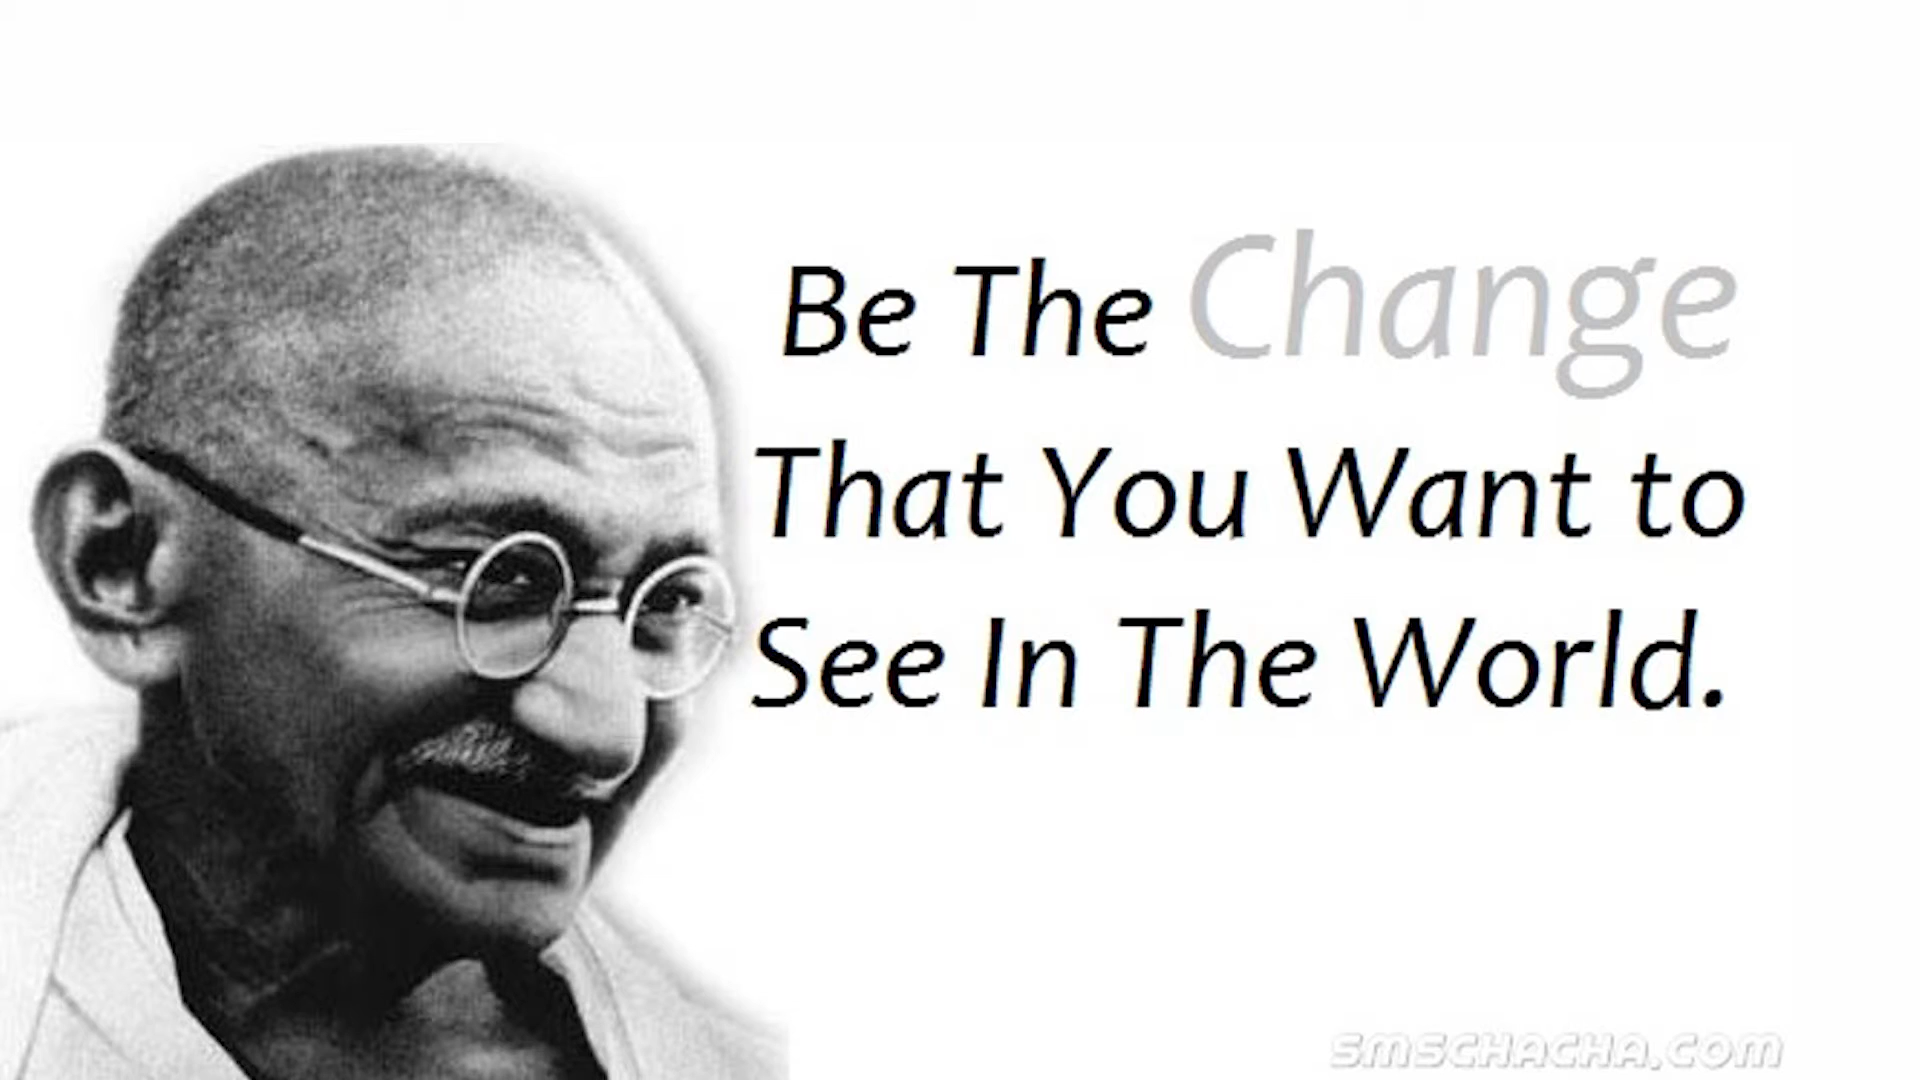 Be The Change
That You Want to
See In The World.
smschacha.com